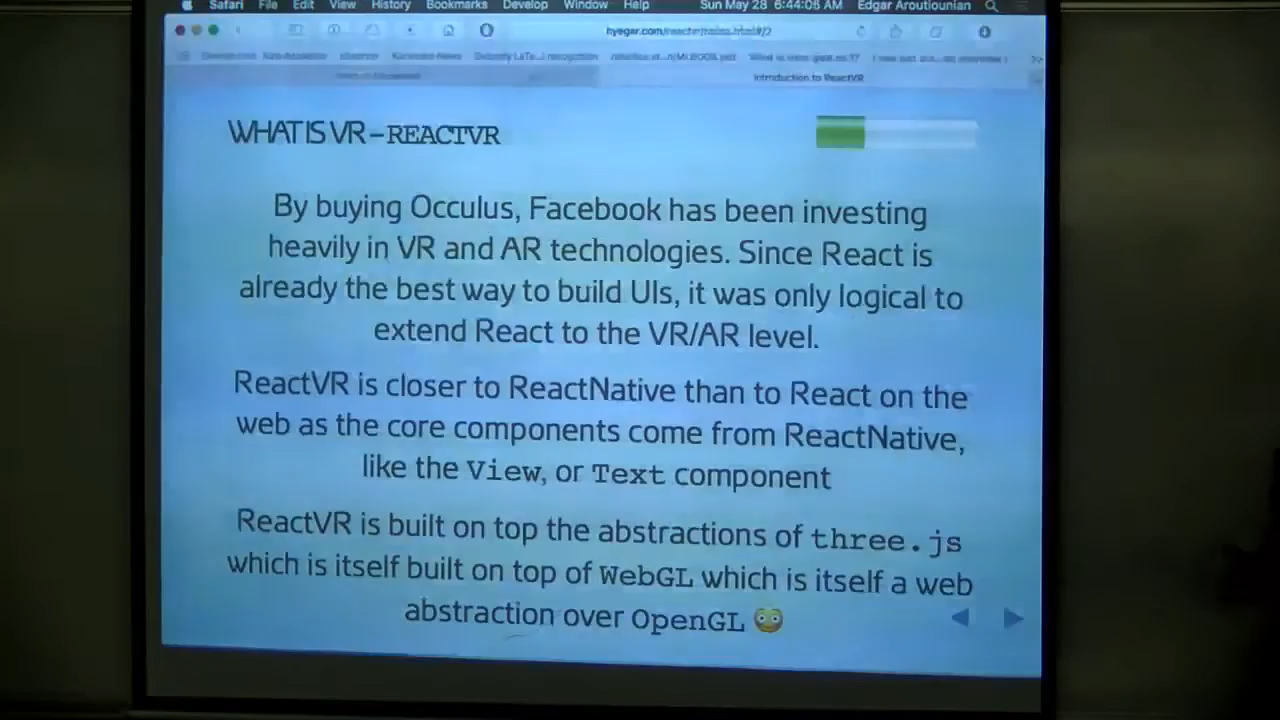 Safari File Edit View History Bookmarks Develop Window Help Sun May 28 6:44:05 AM Edgar Aroutiounian
Introduction to ReactVR
WHAT IS VR – REACTVR
By buying Occulus, Facebook has been investing
heavily in VR and AR technologies. Since React is
already the best way to build UIs, it was only logical to
extend React to the VR/AR level.
ReactVR is closer to ReactNative than to React on the
web as the core components come from ReactNative,
like the View, or Text component
ReactVR is built on top the abstractions of three.js
which is itself built on top of WebGL which is itself a web
abstraction over OpenGL 😳